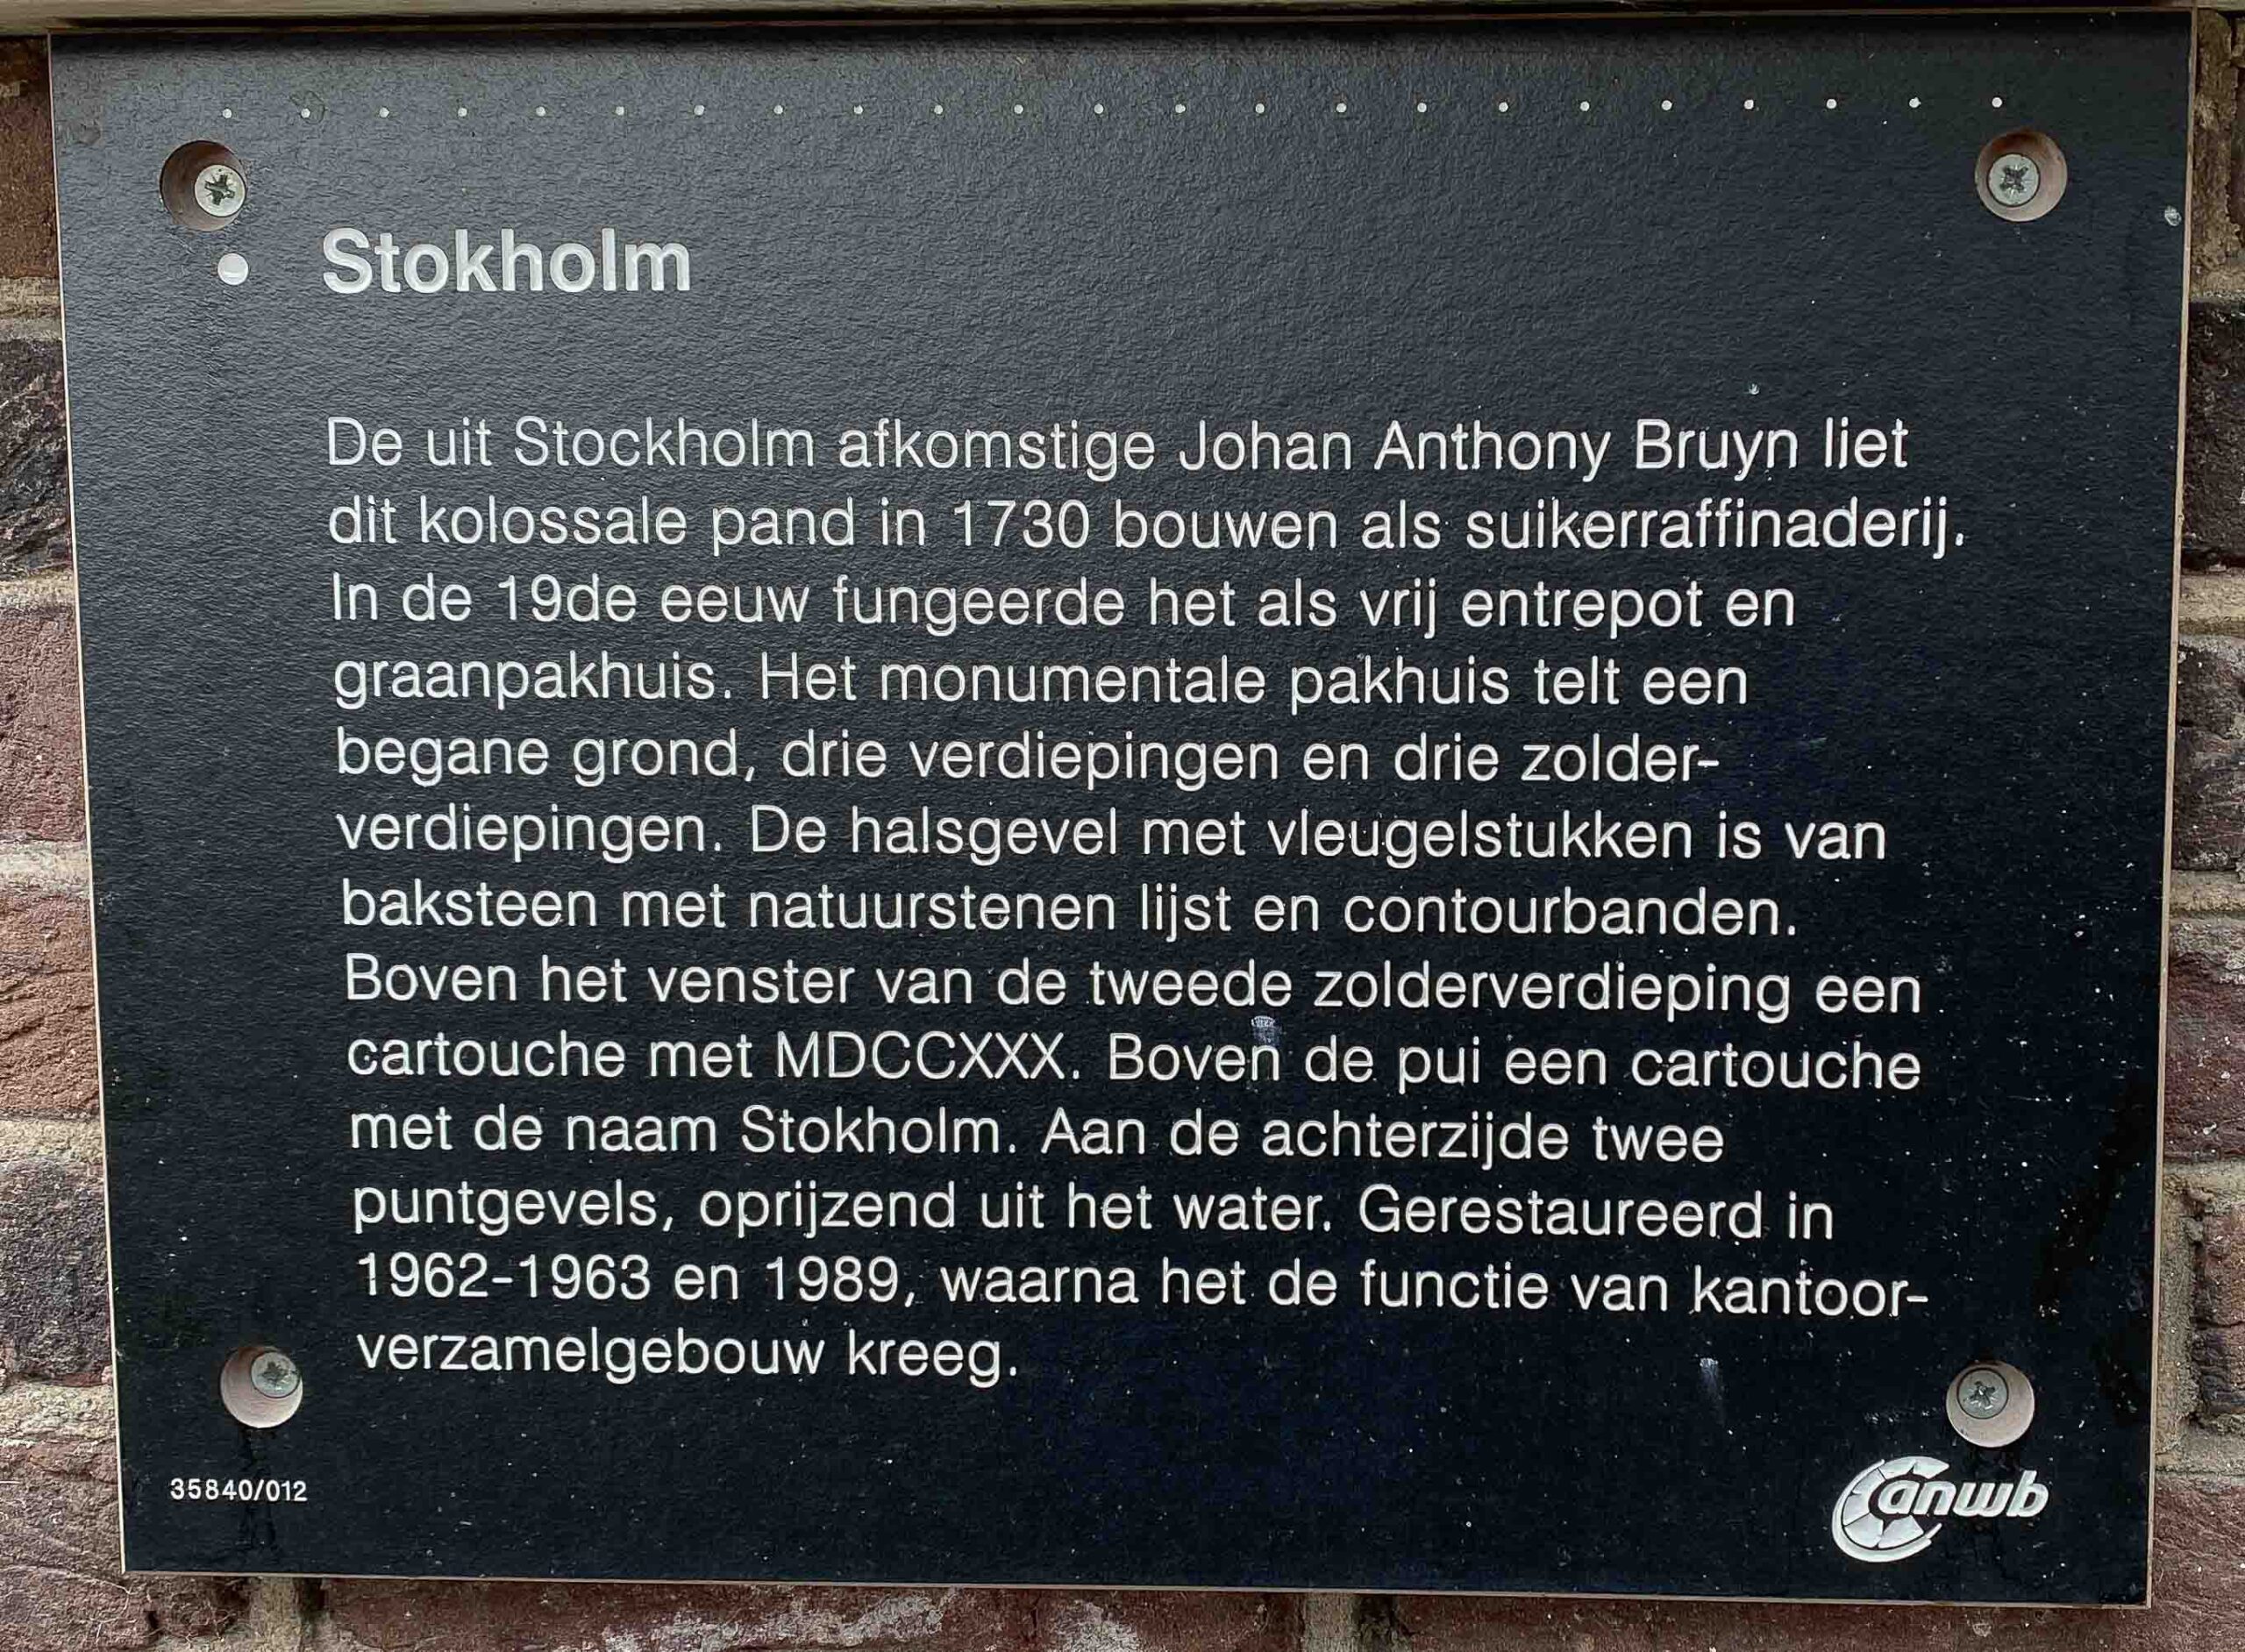 Stokholm
De uit Stockholm afkomstige Johan Anthony Bruyn liet
dit kolossale pand in 1730 bouwen als suikerraffinaderij.
In de 19de eeuw fungeerde het als vrij entrepot en
graanpakhuis. Het monumentale pakhuis telt een
begane grond, drie verdiepingen en drie zolder-
verdiepingen. De halsgevel met vleugelstukken is van
baksteen met natuurstenen lijst en contourbanden.
Boven het venster van de tweede zolderverdieping een
cartouche met MDCCXXX. Boven de pui een cartouche
met de naam Stokholm. Aan de achterzijde twee
puntgevels, oprijzend uit het water. Gerestaureerd in
1962-1963 en 1989, waarna het de functie van kantoor-
verzamelgebouw kreeg.
35840/012
anwb